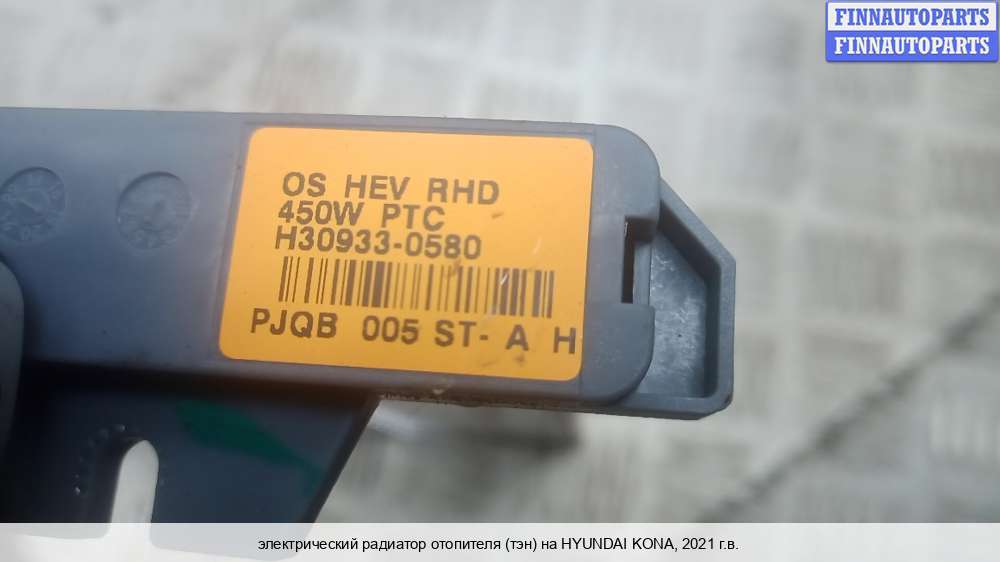 FINNAUTOPARTS
FINNAUTOPARTS
OS HEV RHD
450W PTC
H30933-0580
PJQB 005 ST- A H
электрический радиатор отопителя (тэн) на HYUNDAI KONA, 2021 г.в.